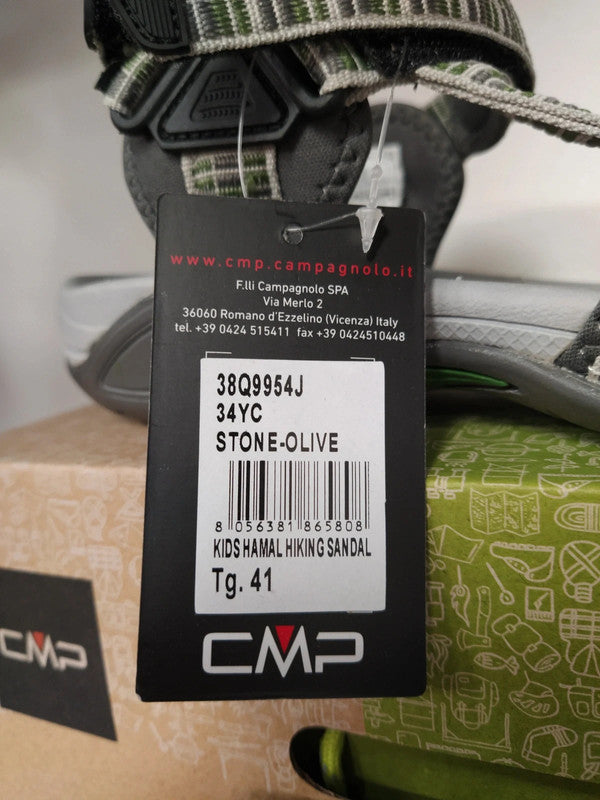 www.cmp.campagnolo.it
F.lli Campagnolo SPA
Via Merlo 2
36060 Romano d'Ezzelino (Vicenza) Italy
tel. +39 0424 515411 fax +39 0424510448
38Q9954J
34YC
STONE-OLIVE
8 056381 865808
KIDS HAMAL HIKING SANDAL
Tg. 41
CMP
CMP